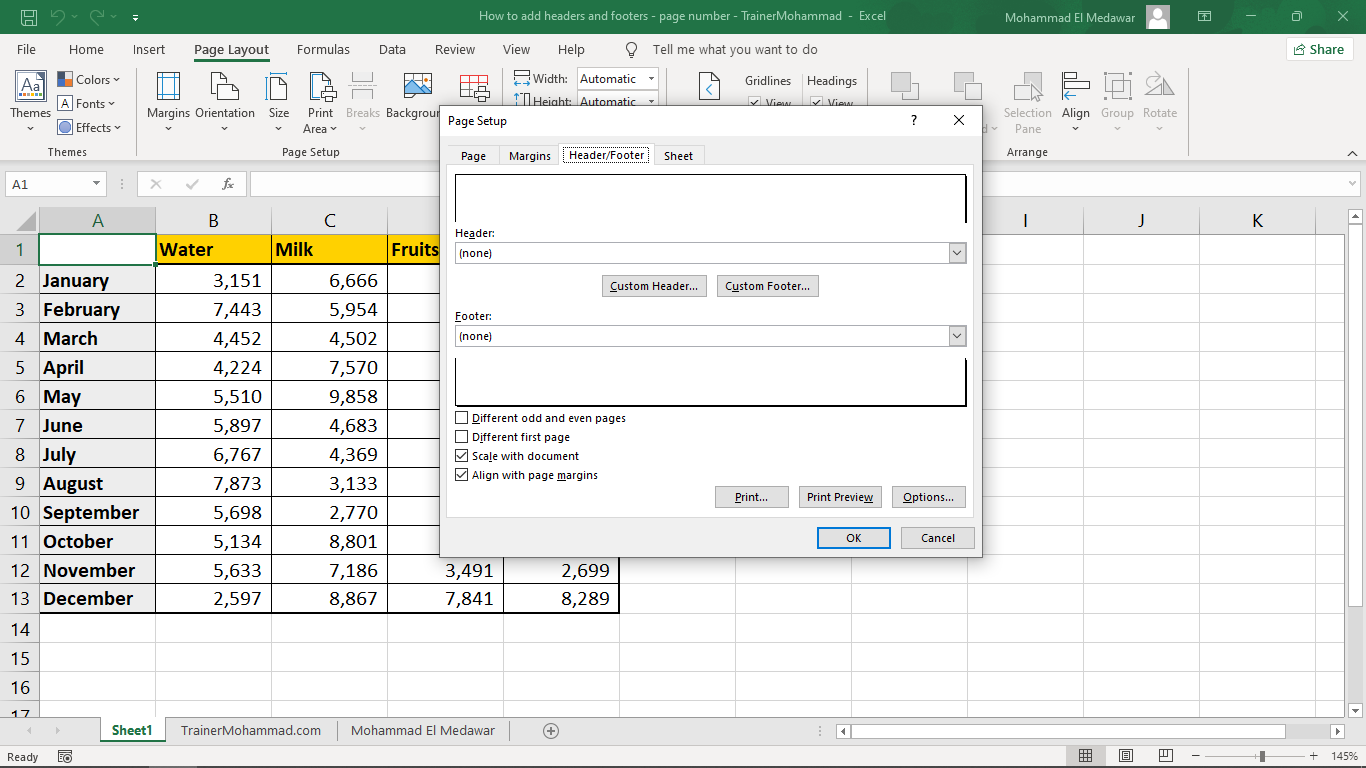 How to add headers and footers - page number - TrainerMohammad - Excel
Mohammad El Medawar
File Home Insert Page Layout Formulas Data Review View Help Tell me what you want to do Share
Themes
Colors
Fonts
Effects
Themes
Margins
Orientation
Size
Print Area
Breaks
Page Setup
Width: Automatic
Height: Automatic
Gridlines
View
Headings
View
Selection Pane
Align
Group
Rotate
Arrange
A1
fx
Page Setup ?
Page Margins Header/Footer Sheet
Header:
(none)
Custom Header... Custom Footer...
Footer:
(none)
Different odd and even pages
Different first page
Scale with document
Align with page margins
Print... Print Preview Options...
OK Cancel
A B C I J K
1 Water Milk Fruits
2 January 3,151 6,666
3 February 7,443 5,954
4 March 4,452 4,502
5 April 4,224 7,570
6 May 5,510 9,858
7 June 5,897 4,683
8 July 6,767 4,369
9 August 7,873 3,133
10 September 5,698 2,770
11 October 5,134 8,801
12 November 5,633 7,186 3,491 2,699
13 December 2,597 8,867 7,841 8,289
14
15
16
17
Sheet1 TrainerMohammad.com Mohammad El Medawar
Ready 145%